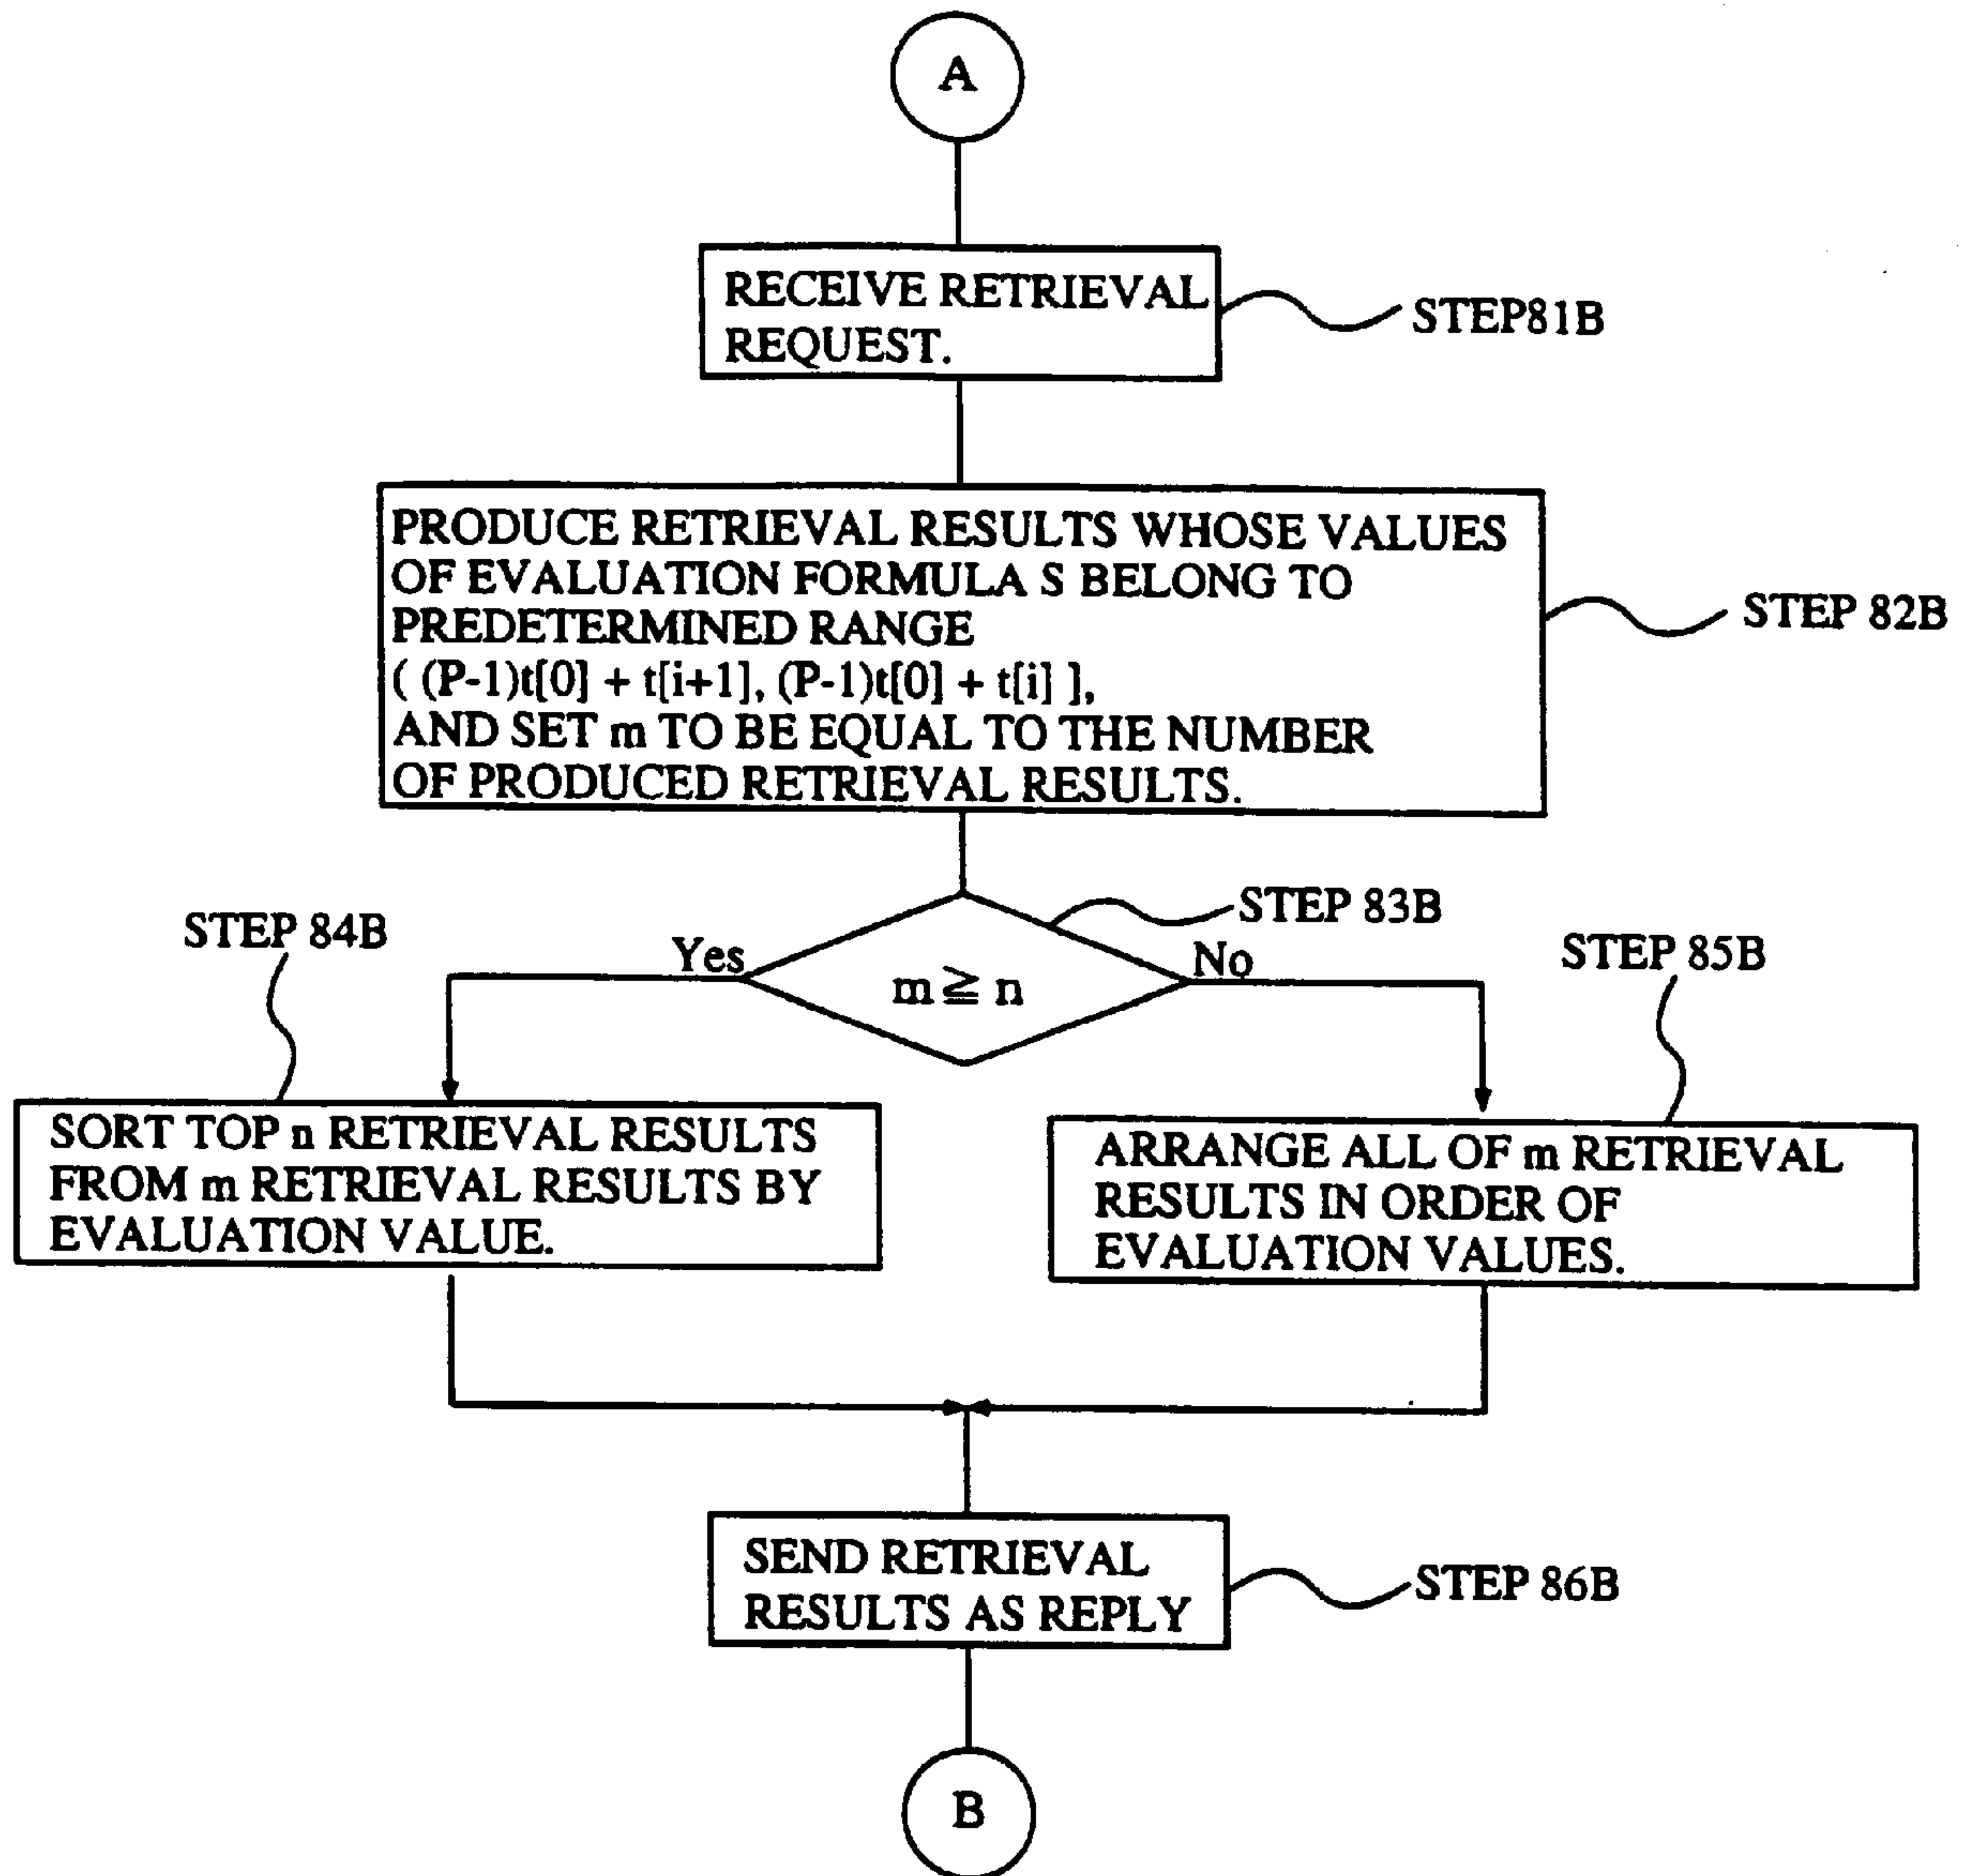 A
RECEIVE RETRIEVAL
REQUEST.
STEP81B
PRODUCE RETRIEVAL RESULTS WHOSE VALUES
OF EVALUATION FORMULA S BELONG TO
PREDETERMINED RANGE
( (P-1)t[0] + t[i+1], (P-1)t[0] + t[i] ],
AND SET m TO BE EQUAL TO THE NUMBER
OF PRODUCED RETRIEVAL RESULTS.
STEP 82B
STEP 83B
Yes
m ≧ n
No
STEP 84B
SORT TOP n RETRIEVAL RESULTS
FROM m RETRIEVAL RESULTS BY
EVALUATION VALUE.
STEP 85B
ARRANGE ALL OF m RETRIEVAL
RESULTS IN ORDER OF
EVALUATION VALUES.
SEND RETRIEVAL
RESULTS AS REPLY
STEP 86B
B